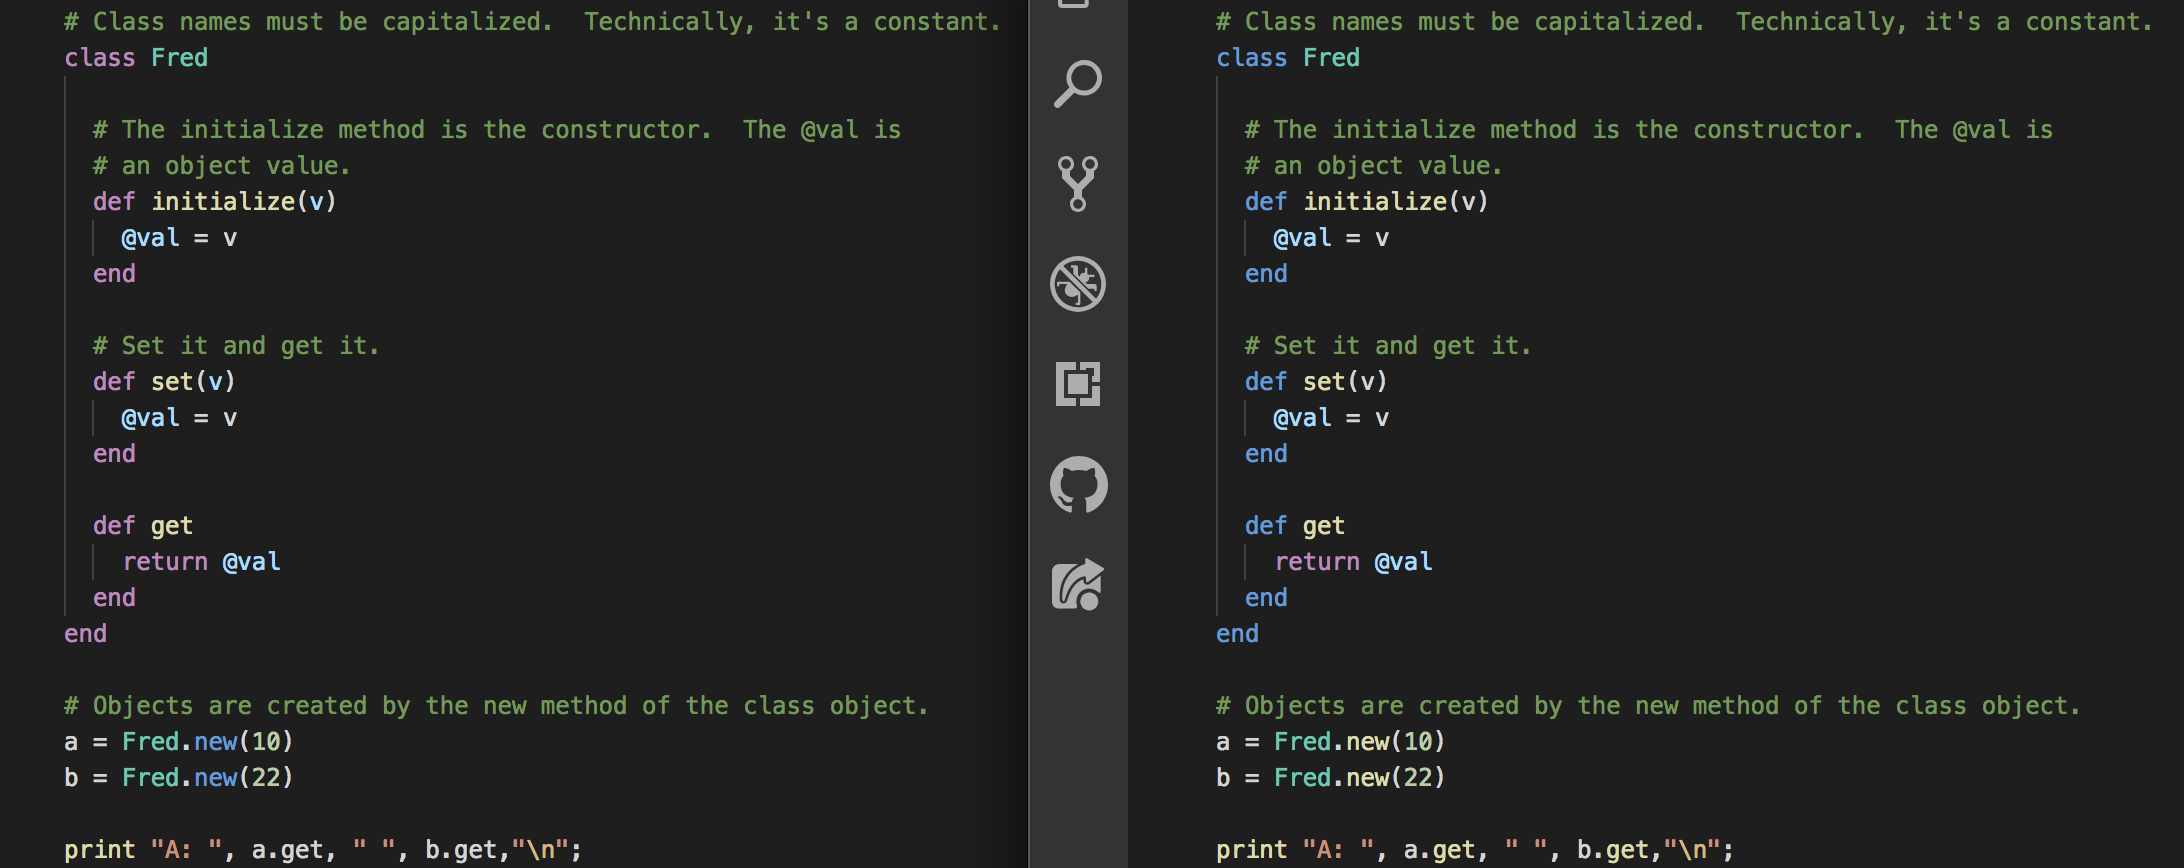 # Class names must be capitalized.  Technically, it's a constant.
class Fred
  # The initialize method is the constructor.  The @val is
  # an object value.
  def initialize(v)
    @val = v
  end
  # Set it and get it.
  def set(v)
    @val = v
  end
  def get
    return @val
  end
end
# Objects are created by the new method of the class object.
a = Fred.new(10)
b = Fred.new(22)
print "A: ", a.get, " ", b.get,"\n";
# Class names must be capitalized.  Technically, it's a constant.
class Fred
  # The initialize method is the constructor.  The @val is
  # an object value.
  def initialize(v)
    @val = v
  end
  # Set it and get it.
  def set(v)
    @val = v
  end
  def get
    return @val
  end
end
# Objects are created by the new method of the class object.
a = Fred.new(10)
b = Fred.new(22)
print "A: ", a.get, " ", b.get,"\n";